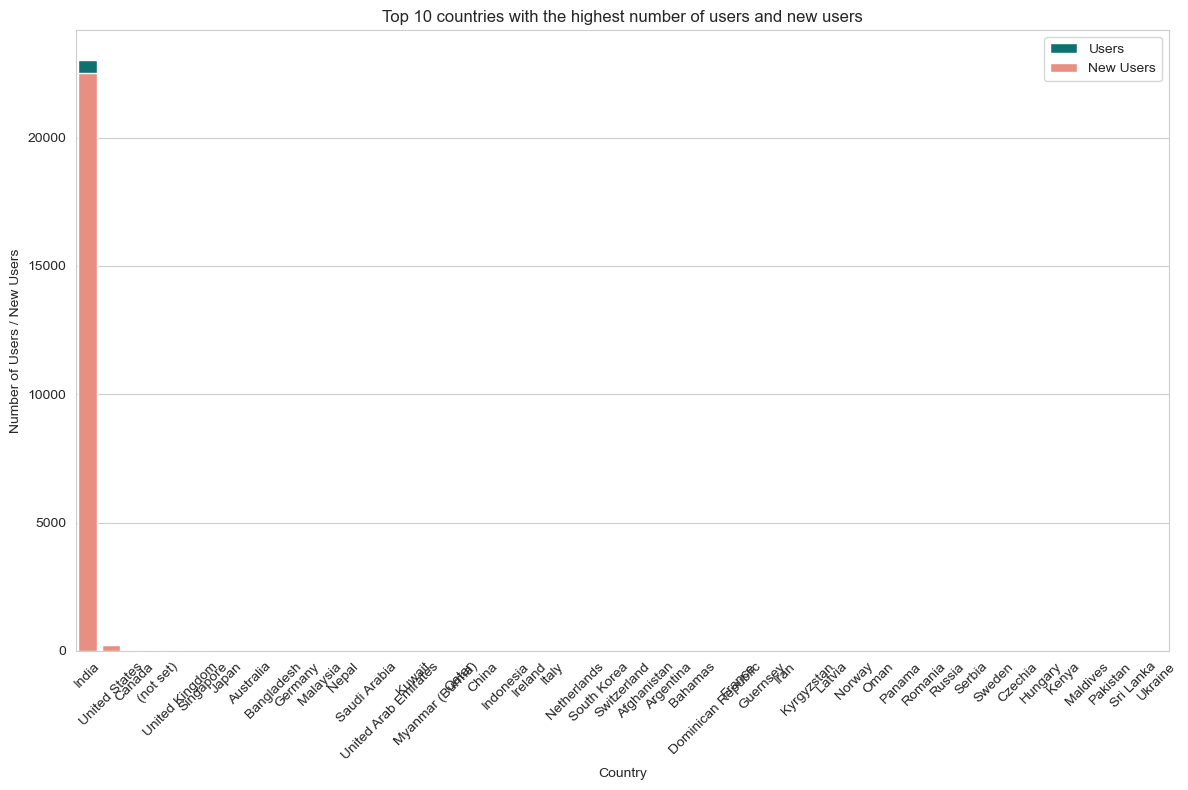 Top 10 countries with the highest number of users and new users
Users
New Users
20000
15000
10000
5000
0
Number of Users / New Users
India
United States
Canada
(not set)
United Kingdom
Singapore
Japan
Australia
Bangladesh
Germany
Malaysia
Nepal
Saudi Arabia
United Arab Emirates
Kuwait
Myanmar (Burma)
Qatar
China
Indonesia
Ireland
Italy
Netherlands
South Korea
Switzerland
Afghanistan
Argentina
Bahamas
Dominican Republic
France
Guernsey
Iran
Kyrgyzstan
Latvia
Norway
Oman
Panama
Romania
Russia
Serbia
Sweden
Czechia
Hungary
Kenya
Maldives
Pakistan
Sri Lanka
Ukraine
Country